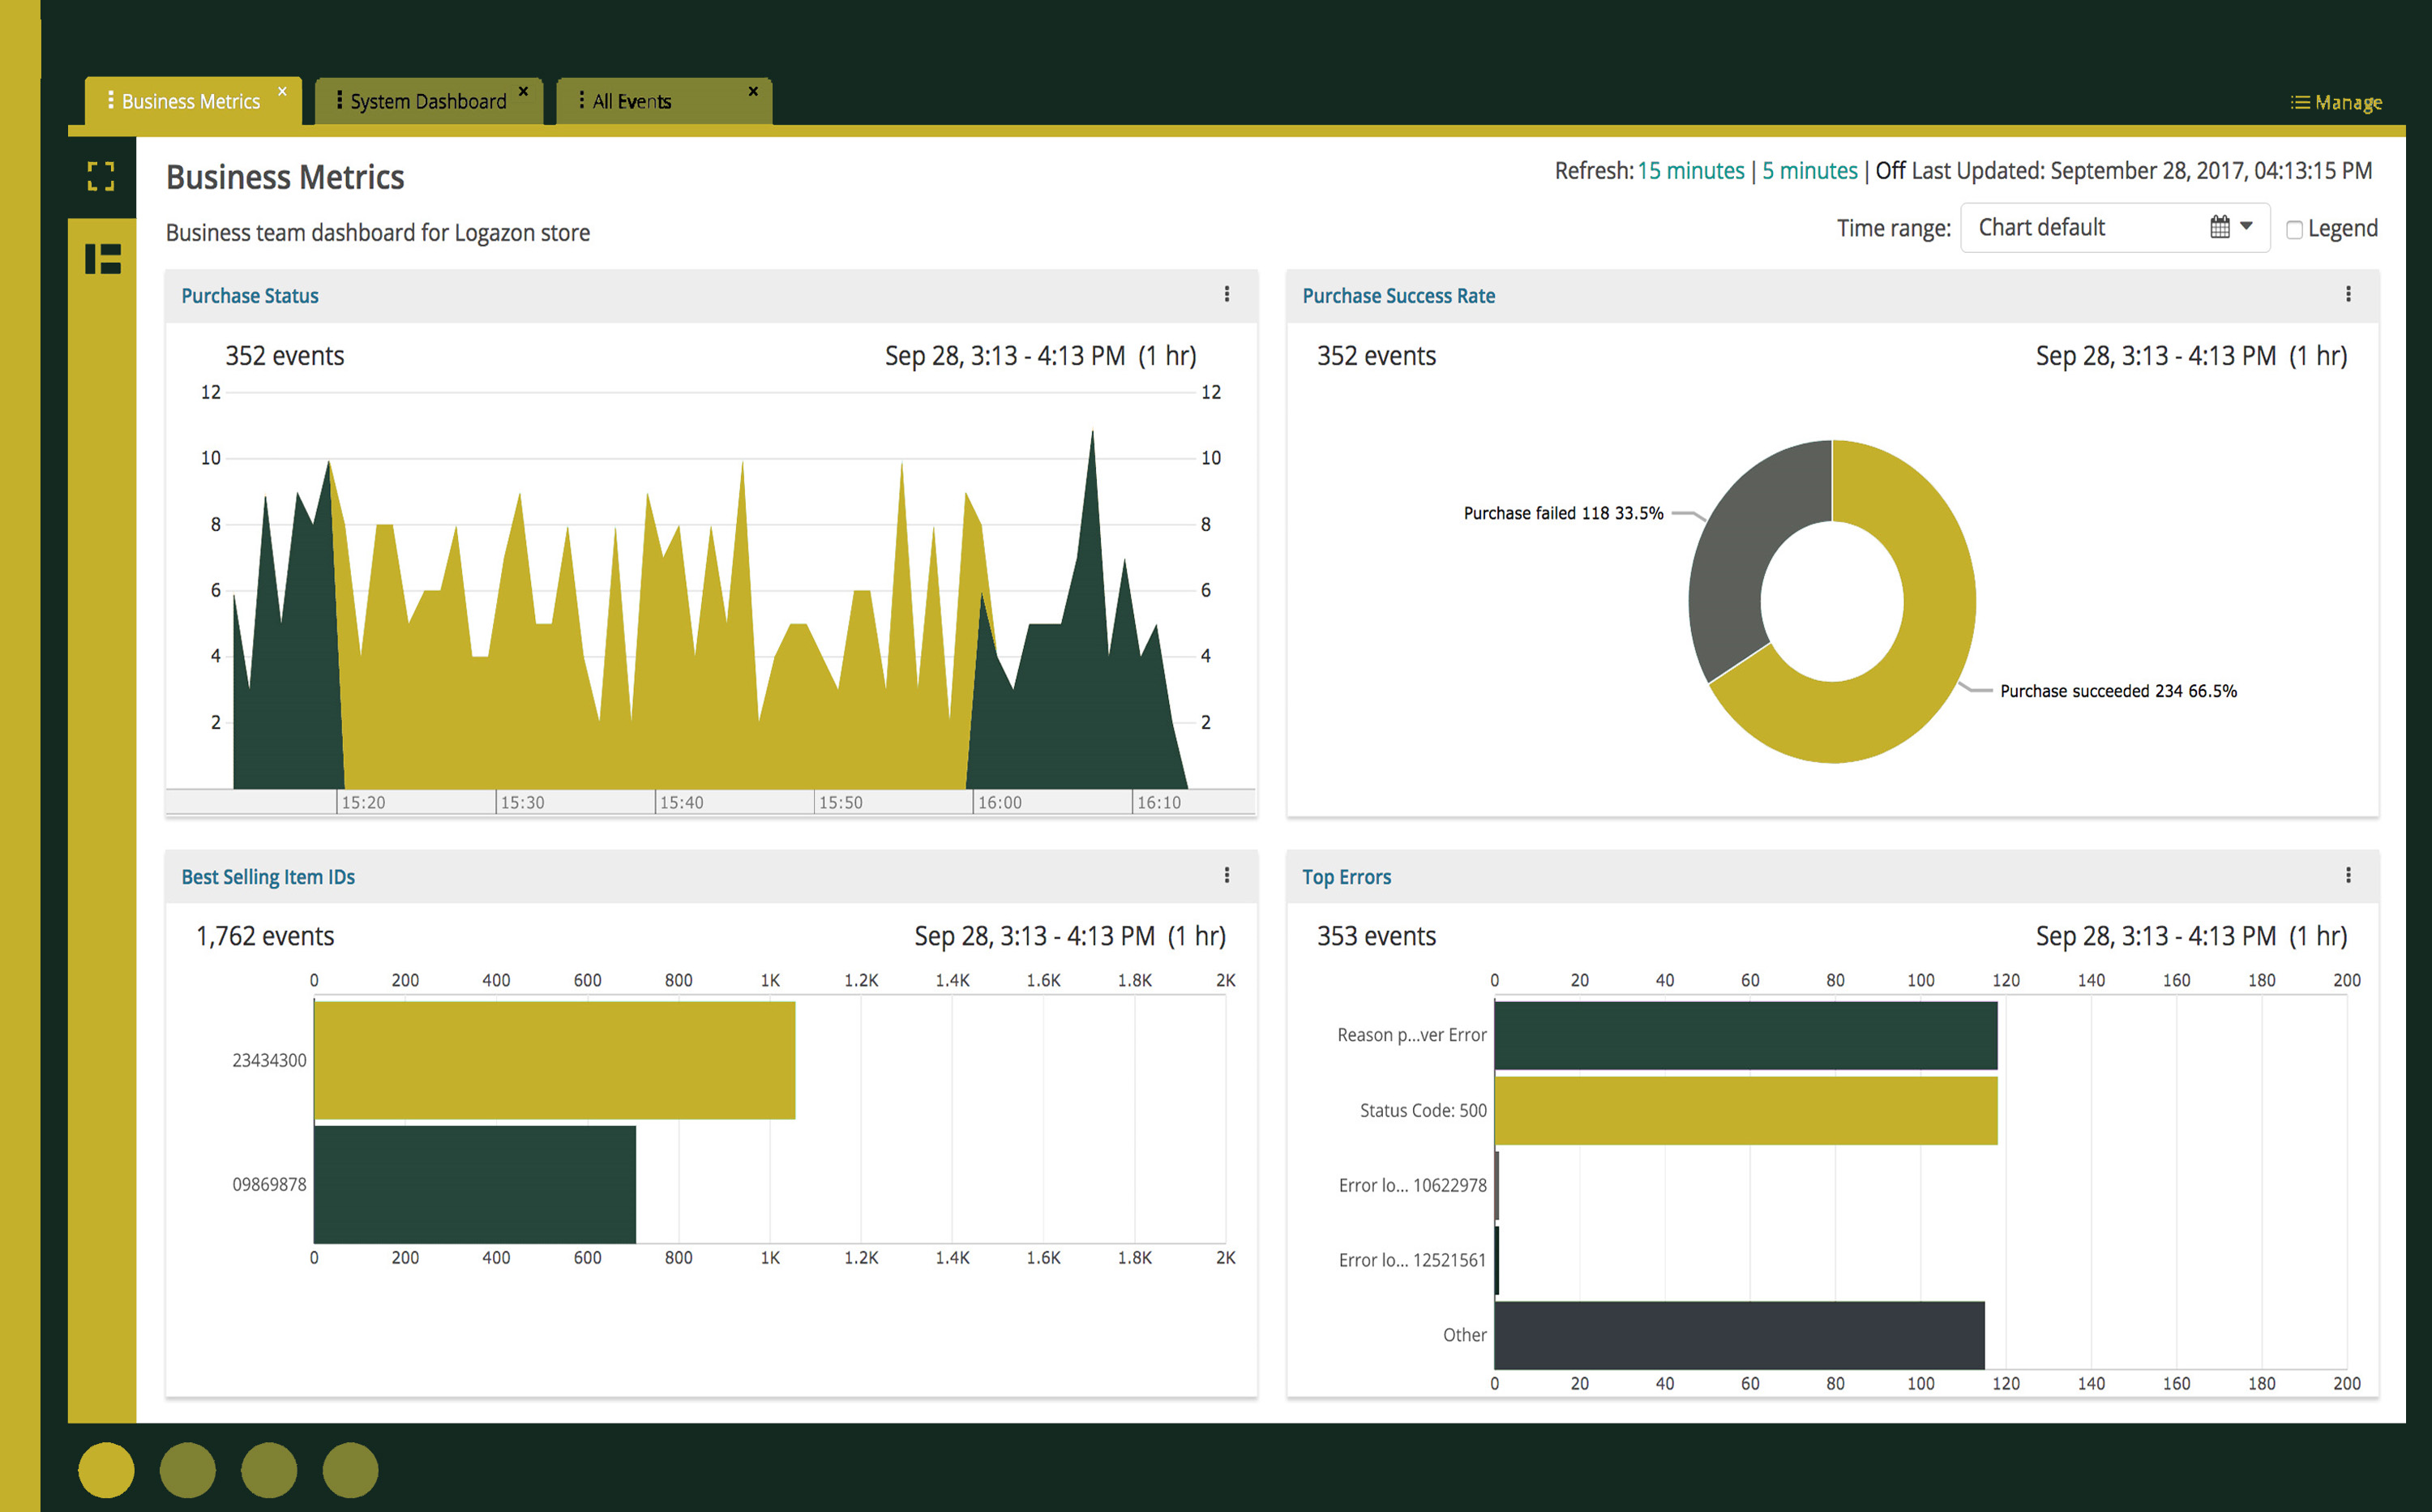 Business Metrics × System Dashboard × All Events ×
Manage
Business Metrics
Refresh: 15 minutes | 5 minutes | Off Last Updated: September 28, 2017, 04:13:15 PM
Business team dashboard for Logazon store
Time range: Chart default Legend
Purchase Status
352 events
Sep 28, 3:13 - 4:13 PM (1 hr)
12 12
10 10
8 8
6 6
4 4
2 2
15:20 15:30 15:40 15:50 16:00 16:10
Purchase Success Rate
352 events
Sep 28, 3:13 - 4:13 PM (1 hr)
Purchase failed 118 33.5%
Purchase succeeded 234 66.5%
Best Selling Item IDs
1,762 events
Sep 28, 3:13 - 4:13 PM (1 hr)
0 200 400 600 800 1K 1.2K 1.4K 1.6K 1.8K 2K
23434300
09869878
0 200 400 600 800 1K 1.2K 1.4K 1.6K 1.8K 2K
Top Errors
353 events
Sep 28, 3:13 - 4:13 PM (1 hr)
0 20 40 60 80 100 120 140 160 180 200
Reason p...ver Error
Status Code: 500
Error lo... 10622978
Error lo... 12521561
Other
0 20 40 60 80 100 120 140 160 180 200